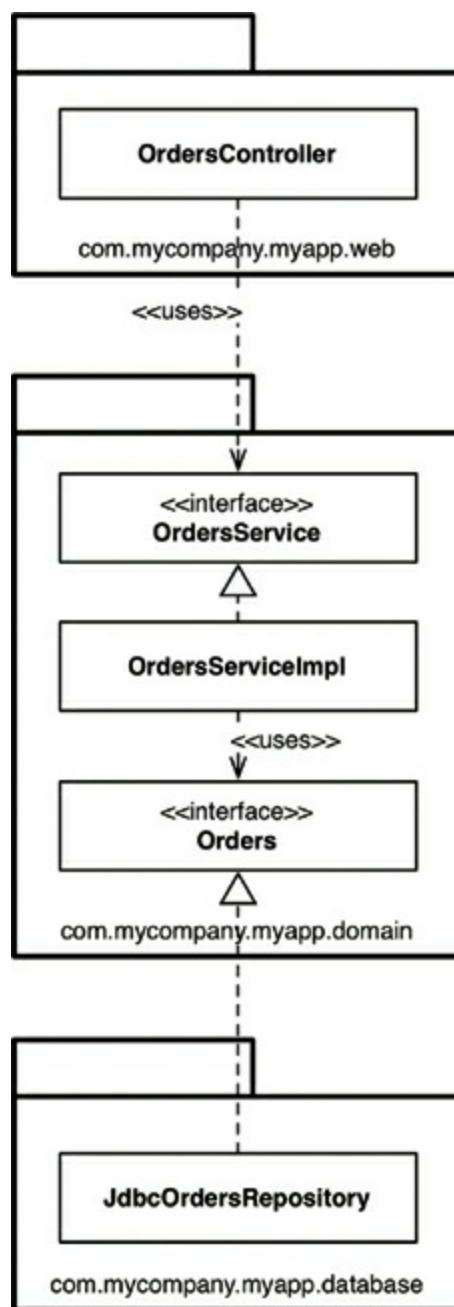 OrdersController
com.mycompany.myapp.web
<<uses>>
<<interface>>
OrdersService
OrdersServiceImpl
<<uses>>
<<interface>>
Orders
com.mycompany.myapp.domain
JdbcOrdersRepository
com.mycompany.myapp.database